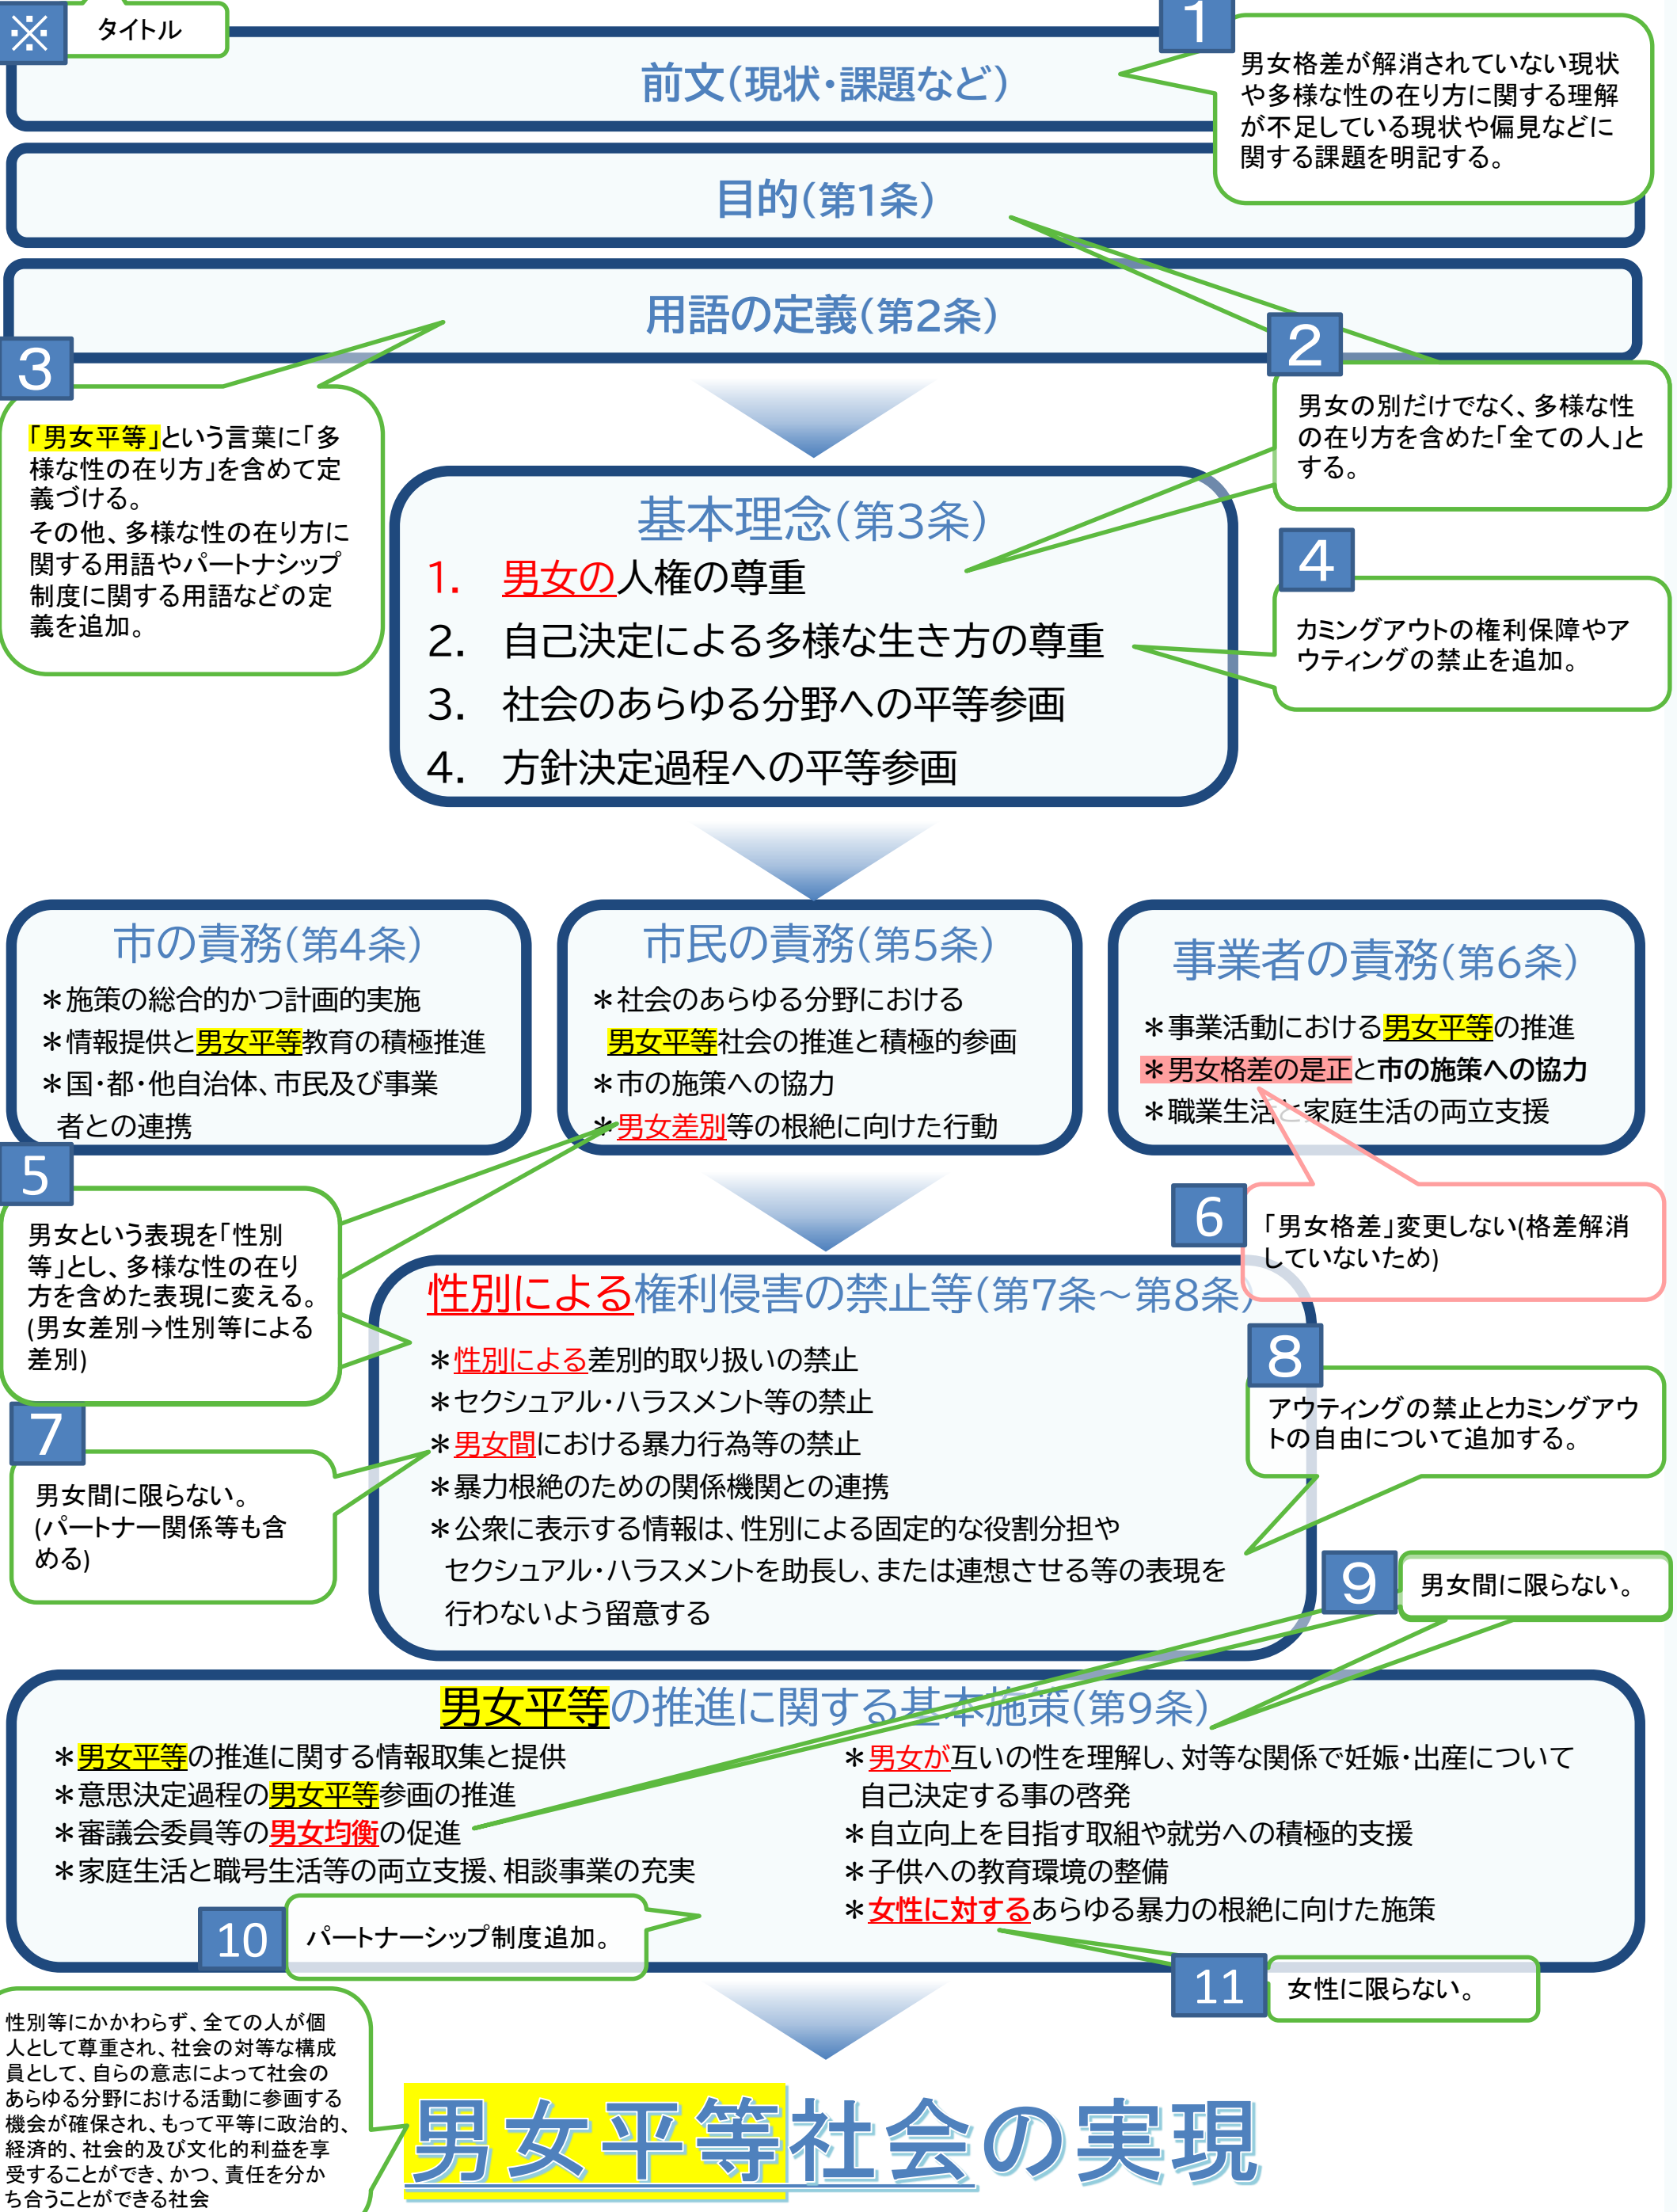 ※
タイトル
前文(現状・課題など)
1
男女格差が解消されていない現状
や多様な性の在り方に関する理解
が不足している現状や偏見などに
関する課題を明記する。
目的(第1条)
用語の定義(第2条)
2
男女の別だけでなく、多様な性
の在り方を含めた「全ての人」と
する。
3
「男女平等」という言葉に「多
様な性の在り方」を含めて定
義づける。
その他、多様な性の在り方に
関する用語やパートナシップ
制度に関する用語などの定
義を追加。
基本理念(第3条)
1. 男女の人権の尊重
2. 自己決定による多様な生き方の尊重
3. 社会のあらゆる分野への平等参画
4. 方針決定過程への平等参画
4
カミングアウトの権利保障やア
ウティングの禁止を追加。
市の責務(第4条)
＊施策の総合的かつ計画的実施
＊情報提供と男女平等教育の積極推進
＊国・都・他自治体、市民及び事業
者との連携
市民の責務(第5条)
＊社会のあらゆる分野における
男女平等社会の推進と積極的参画
＊市の施策への協力
＊男女差別等の根絶に向けた行動
事業者の責務(第6条)
＊事業活動における男女平等の推進
＊男女格差の是正と市の施策への協力
＊職業生活と家庭生活の両立支援
5
男女という表現を「性別
等」とし、多様な性の在り
方を含めた表現に変える。
(男女差別→性別等による
差別)
6
「男女格差」変更しない(格差解消
していないため)
性別による権利侵害の禁止等(第7条～第8条)
＊性別による差別的取り扱いの禁止
＊セクシュアル・ハラスメント等の禁止
＊男女間における暴力行為等の禁止
＊暴力根絶のための関係機関との連携
＊公衆に表示する情報は、性別による固定的な役割分担や
セクシュアル・ハラスメントを助長し、または連想させる等の表現を
行わないよう留意する
7
男女間に限らない。
(パートナー関係等も含
める)
8
アウティングの禁止とカミングアウ
トの自由について追加する。
9
男女間に限らない。
男女平等の推進に関する基本施策(第9条)
＊男女平等の推進に関する情報取集と提供
＊意思決定過程の男女平等参画の推進
＊審議会委員等の男女均衡の促進
＊家庭生活と職号生活等の両立支援、相談事業の充実
＊男女が互いの性を理解し、対等な関係で妊娠・出産について
自己決定する事の啓発
＊自立向上を目指す取組や就労への積極的支援
＊子供への教育環境の整備
＊女性に対するあらゆる暴力の根絶に向けた施策
10
パートナーシップ制度追加。
11
女性に限らない。
性別等にかかわらず、全ての人が個
人として尊重され、社会の対等な構成
員として、自らの意志によって社会の
あらゆる分野における活動に参画する
機会が確保され、もって平等に政治的、
経済的、社会的及び文化的利益を享
受することができ、かつ、責任を分か
ち合うことができる社会
男女平等社会の実現